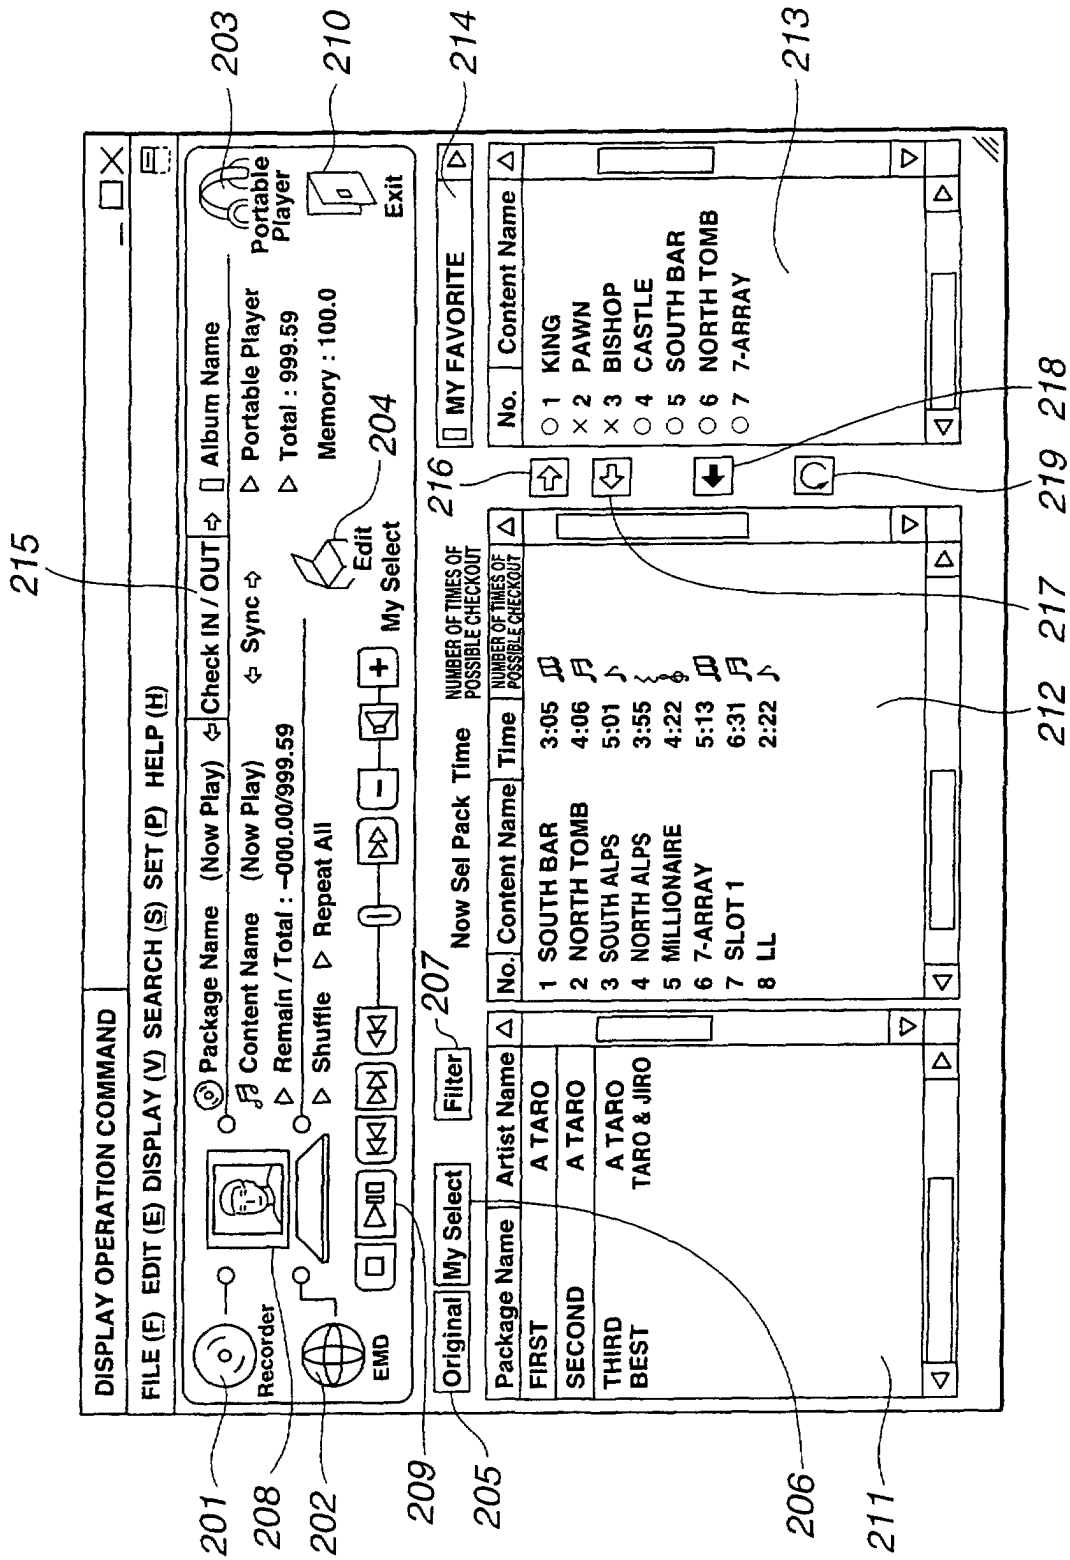 215
DISPLAY OPERATION COMMAND
FILE (F) EDIT (E) DISPLAY (V) SEARCH (S) SET (P) HELP (H)
201
208
202
209
205
Recorder
EMD
Package Name (Now Play)
Content Name (Now Play)
Remain / Total : –000.00/999.59
Shuffle Repeat All
Check IN / OUT
Sync
Album Name
Portable Player
Total : 999.59
Memory : 100.0
Portable
Player
Exit
203
210
214
204
Edit
My Select
Original My Select Filter
207
Now Sel Pack Time
NUMBER OF TIMES OF
POSSIBLE CHECKOUT
216
MY FAVORITE
Package Name Artist Name
FIRST A TARO
SECOND A TARO
THIRD A TARO
BEST TARO & JIRO
No. Content Name Time NUMBER OF TIMES OF
POSSIBLE CHECKOUT
1 SOUTH BAR 3:05
2 NORTH TOMB 4:06
3 SOUTH ALPS 5:01
4 NORTH ALPS 3:55
5 MILLIONAIRE 4:22
6 7-ARRAY 5:13
7 SLOT 1 6:31
8 LL 2:22
No. Content Name
○ 1 KING
× 2 PAWN
× 3 BISHOP
○ 4 CASTLE
○ 5 SOUTH BAR
○ 6 NORTH TOMB
○ 7 7-ARRAY
213
206
211
212
217
219
218